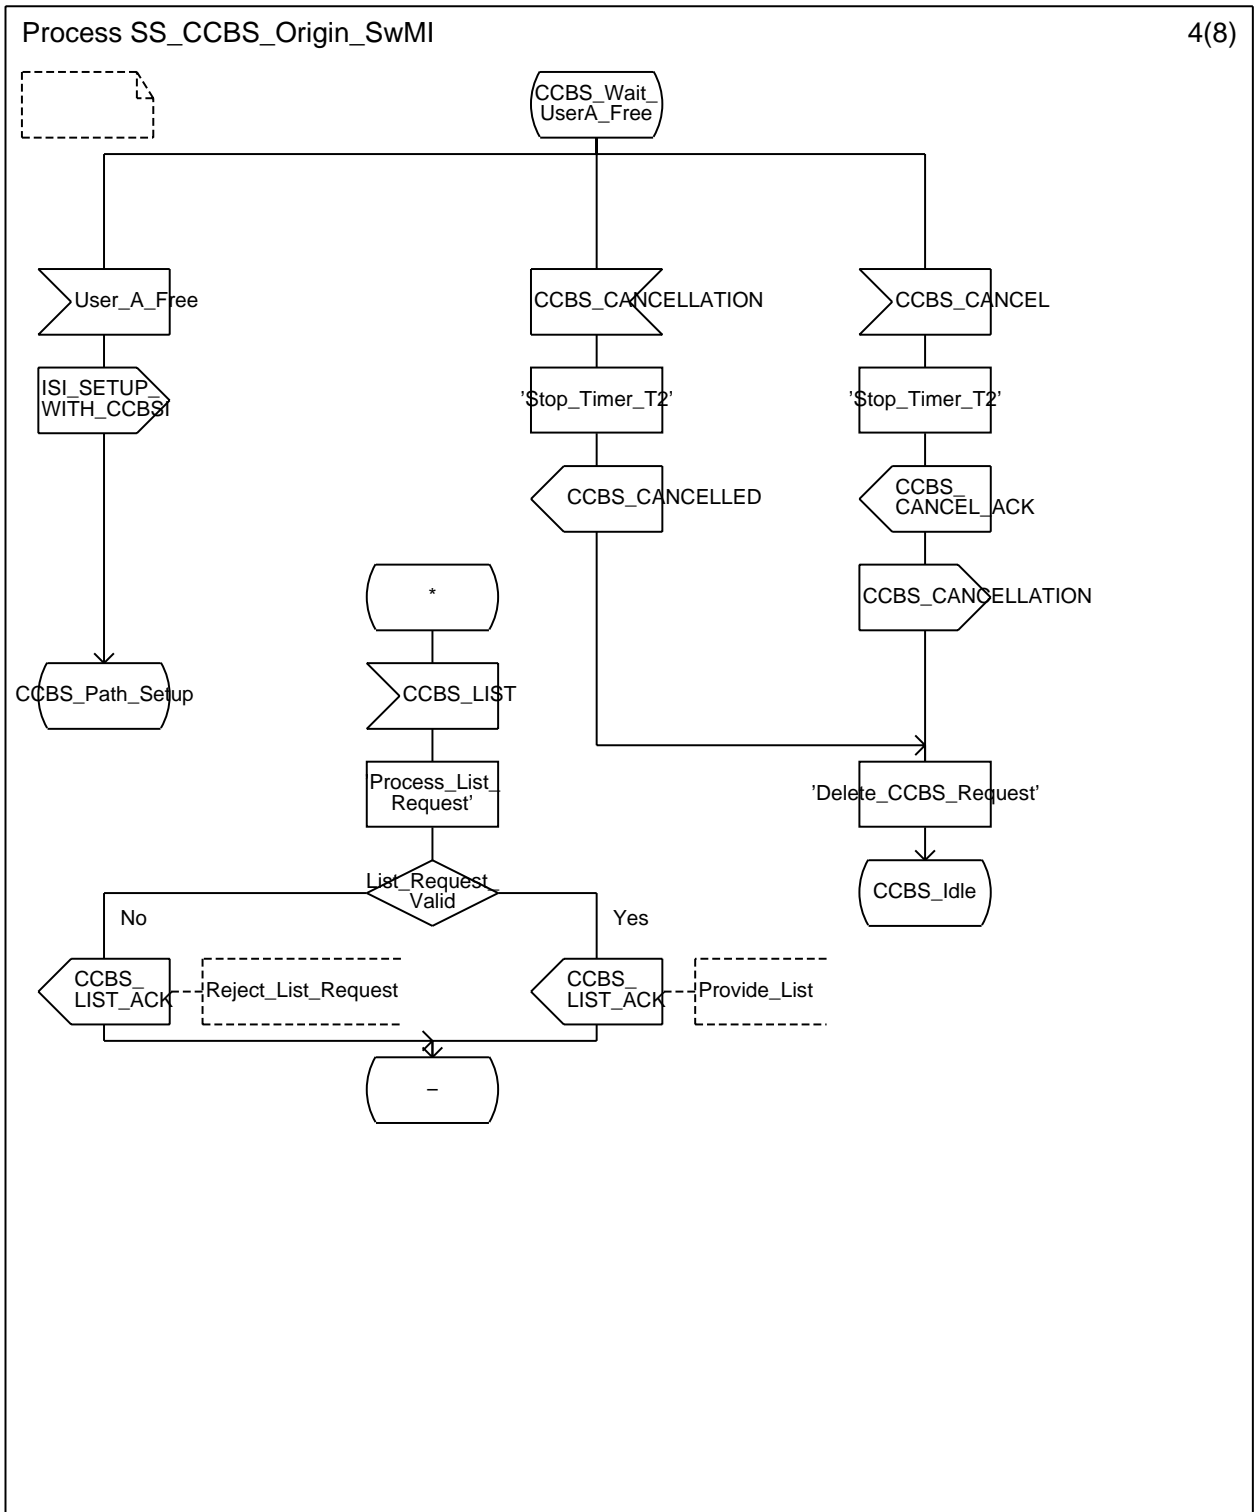 Process SS_CCBS_Origin_SwMI
4(8)
CCBS_Wait_
UserA_Free
User_A_Free
CCBS_CANCELLATION
CCBS_CANCEL
ISI_SETUP_
WITH_CCBSI
'Stop_Timer_T2'
'Stop_Timer_T2'
CCBS_CANCELLED
CCBS_
CANCEL_ACK
*
CCBS_CANCELLATION
CCBS_Path_Setup
CCBS_LIST
'Process_List_
Request'
'Delete_CCBS_Request'
List_Request_
Valid
CCBS_Idle
No
Yes
CCBS_
LIST_ACK
Reject_List_Request
CCBS_
LIST_ACK
Provide_List
–